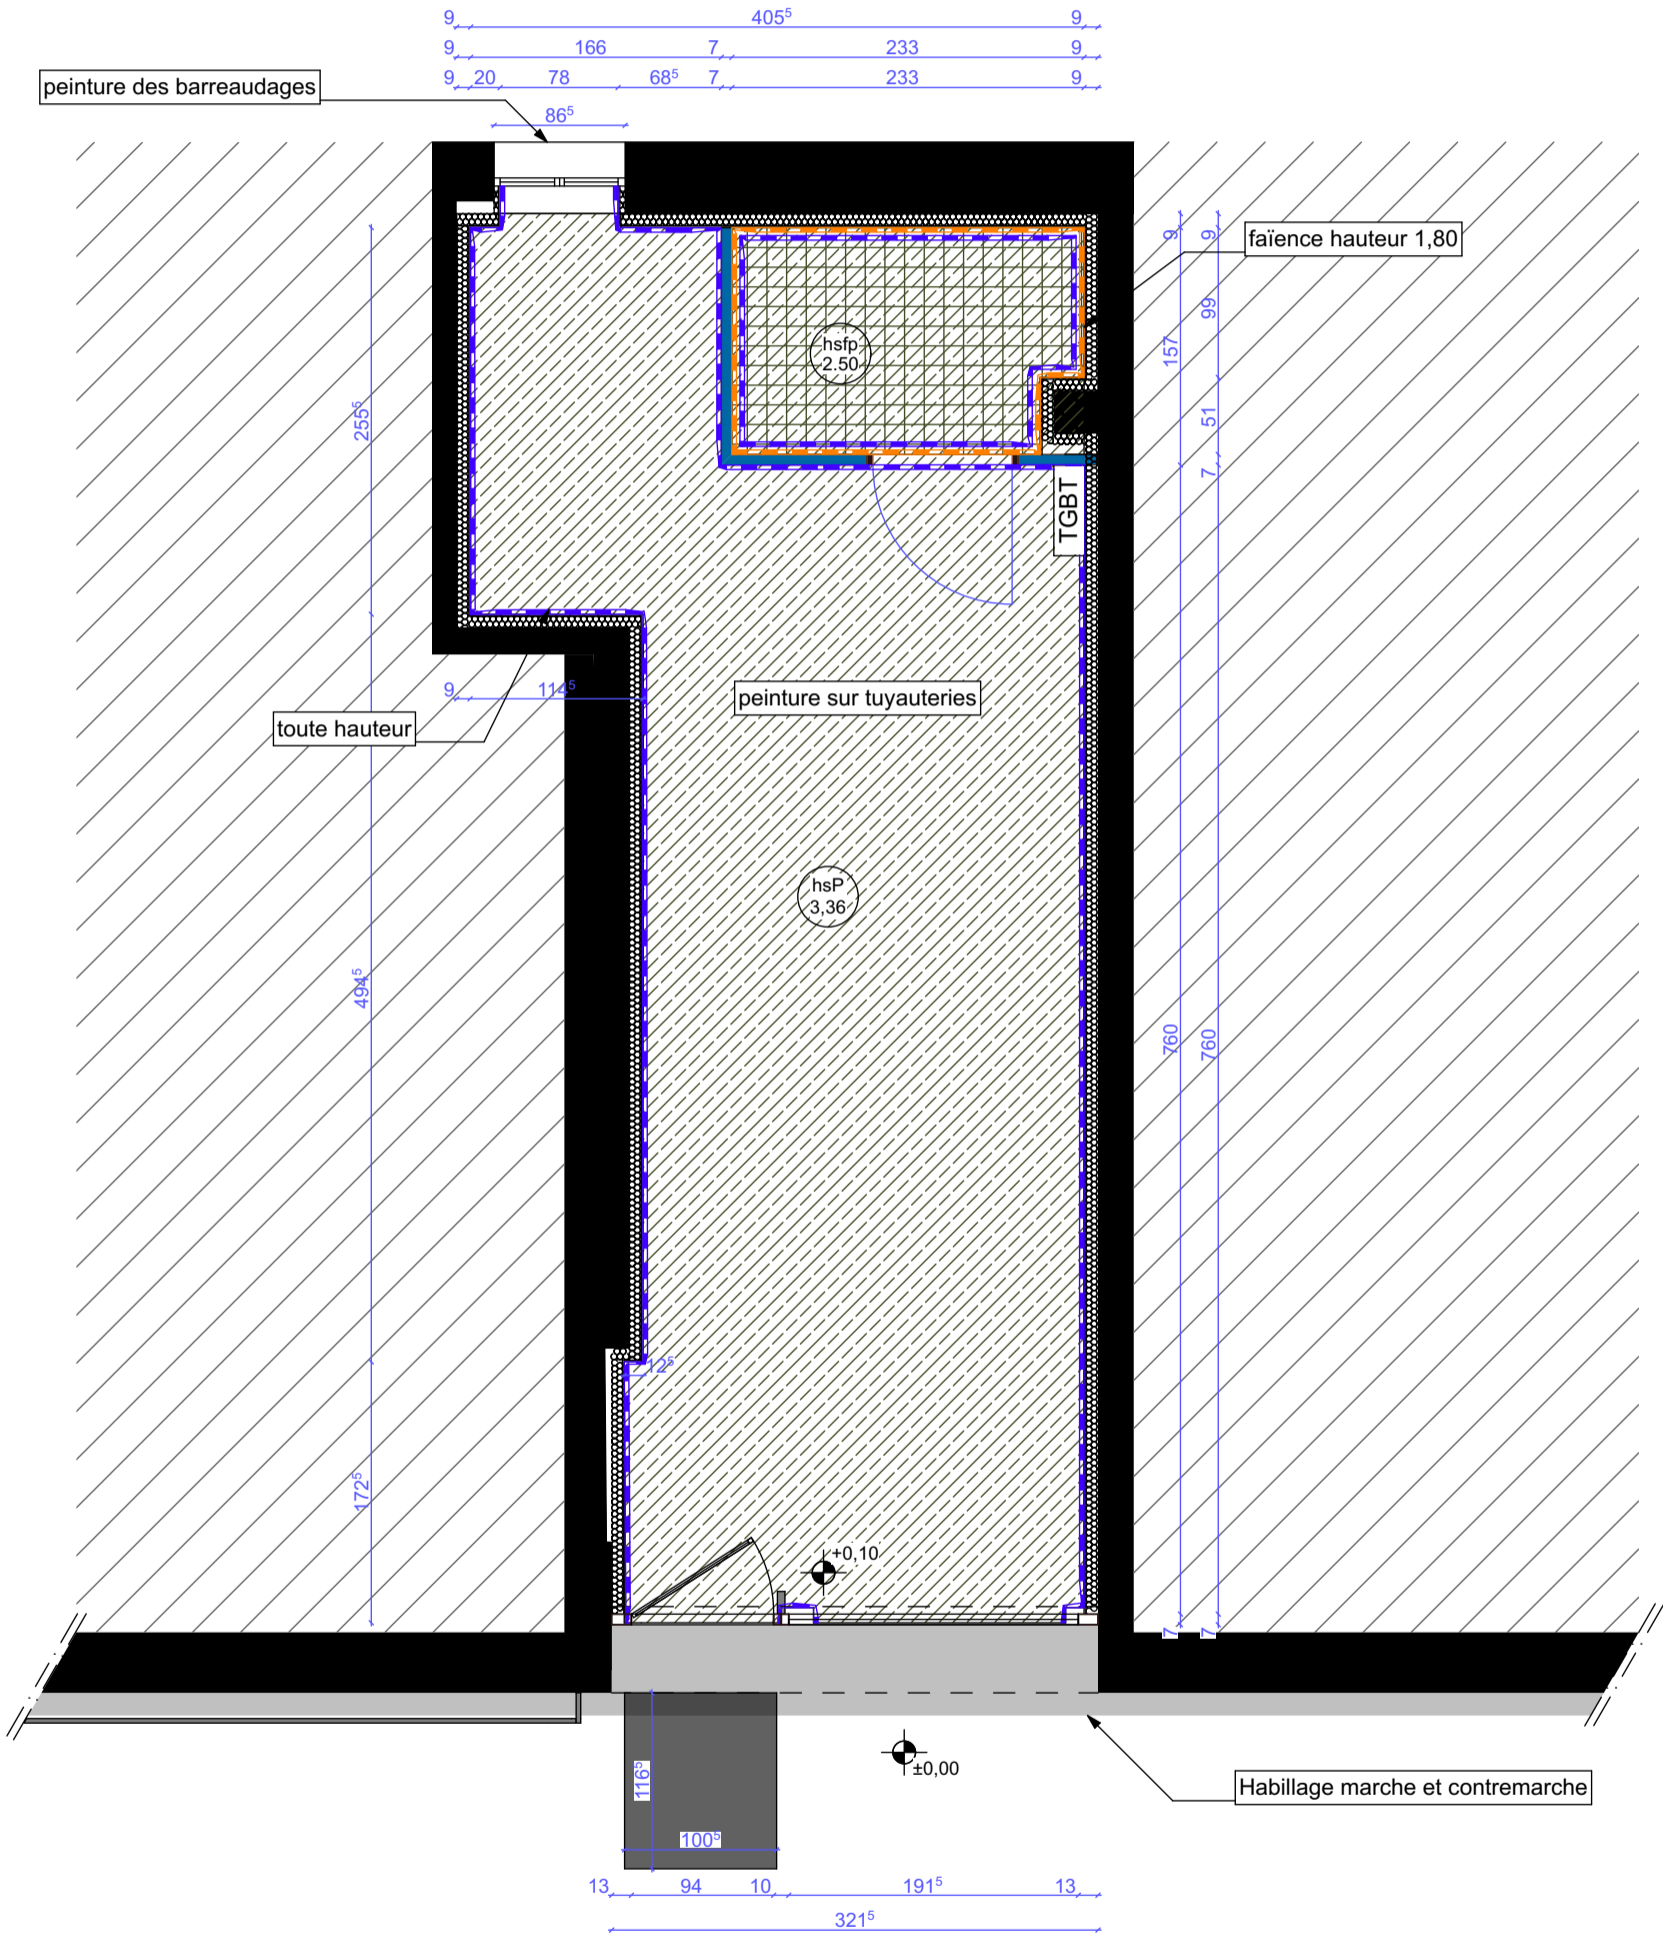 9 405⁵ 9
9 166 7 233 9
9 20 78 68⁵ 7 233 9
peinture des barreaudages
86⁵
faïence hauteur 1,80
9 9
99
157
hsfp
2.50
255⁵
51
7
TGBT
9 114⁵
peinture sur tuyauteries
toute hauteur
hsP
3,36
494⁵
760 760
12⁵
172⁵
+0,10
7 7
±0,00
116⁵
Habillage marche et contremarche
100⁵
13 94 10 191⁵ 13
321⁵